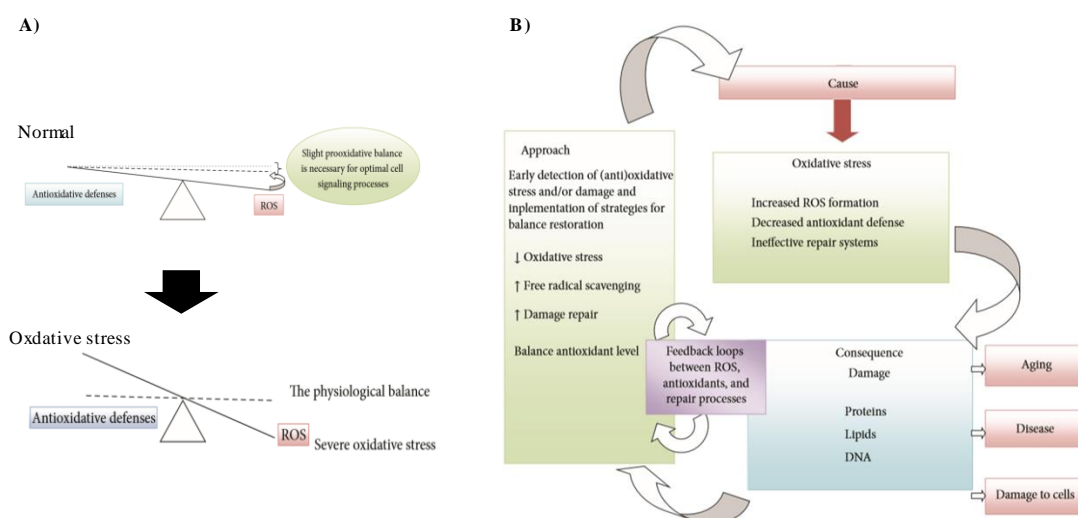 A)
Normal
Slight prooxidative balance
is necessary for optimal cell
signaling processes
Antioxidative defenses
ROS
Oxdative stress
The physiological balance
Antioxidative defenses
ROS
Severe oxidative stress
B)
Cause
Oxidative stress
Increased ROS formation
Decreased antioxidant defense
Ineffective repair systems
Approach
Early detection of (anti)oxidative
stress and/or damage and
inplementation of strategies for
balance restoration
↓ Oxidative stress
↑ Free radical scavenging
↑ Damage repair
Balance antioxidant level
Feedback loops
between ROS,
antioxidants, and
repair processes
Consequence
Damage
Proteins
Lipids
DNA
Aging
Disease
Damage to cells